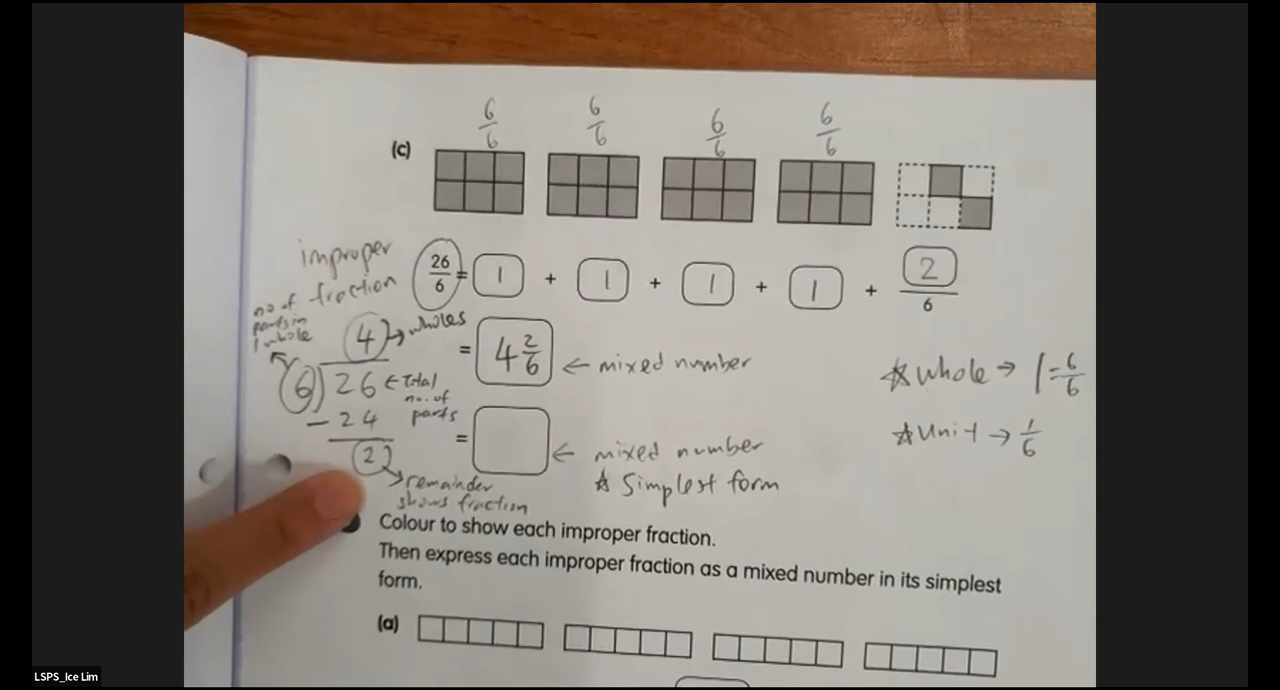 6/6 6/6 6/6 6/6
(c)
improper
fraction
26/6 = 1 + 1 + 1 + 1 + 2/6
no. of
parts in
1 whole
4 → wholes
= 4 2/6 ← mixed number
6) 26 ← Total
no. of
parts
- 24
2
= ← mixed number
☆ Simplest form
→ remainder
shows fraction
☆ whole → 1 = 6/6
☆ Unit → 1/6
Colour to show each improper fraction.
Then express each improper fraction as a mixed number in its simplest
form.
(a)
LSPS_Ice Lim